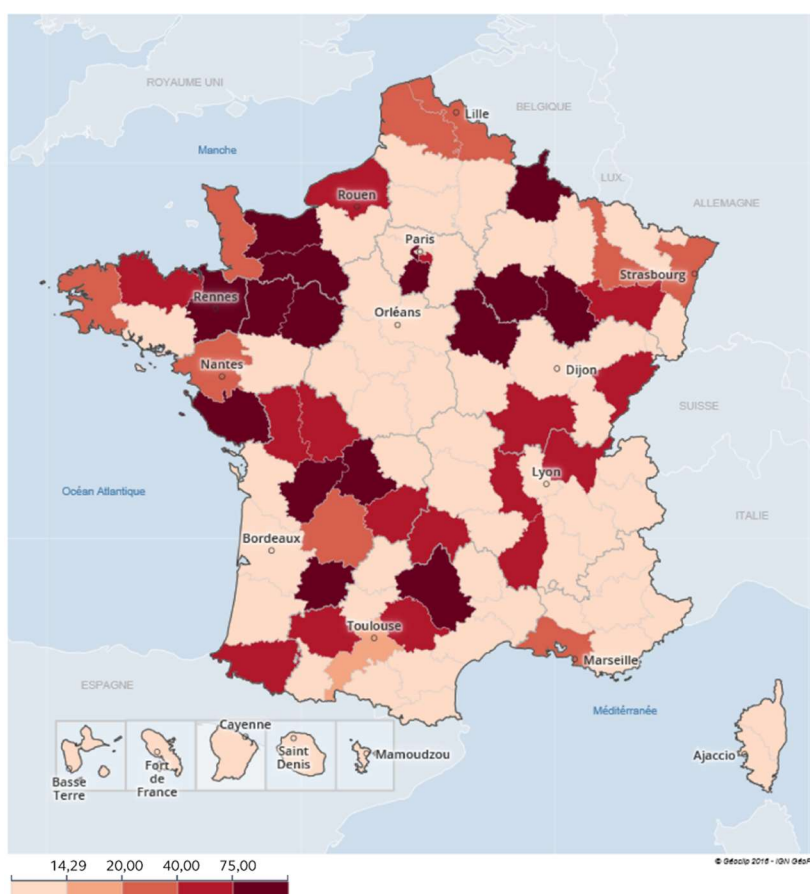 ROYAUME UNI
Lille
BELGIQUE
Manche
LUX.
Rouen
ALLEMAGNE
Paris
Strasbourg
Rennes
Orléans
Nantes
Dijon
SUISSE
Lyon
Océan Atlantique
ITALIE
Bordeaux
Toulouse
Marseille
ESPAGNE
Méditérranée
Cayenne
Saint
Denis
Mamoudzou
Ajaccio
Fort
de
France
Basse
Terre
© Géoclip 2016 - IGN GéoF
14,29 20,00 40,00 75,00